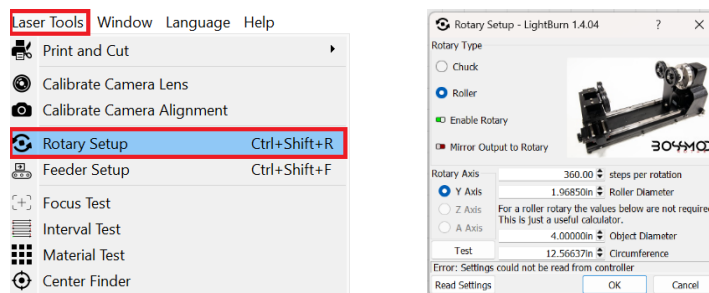 Laser Tools Window Language Help
Print and Cut
Calibrate Camera Lens
Calibrate Camera Alignment
Rotary Setup Ctrl+Shift+R
Feeder Setup Ctrl+Shift+F
Focus Test
Interval Test
Material Test
Center Finder
Rotary Setup - LightBurn 1.4.04 ? ×
Rotary Type
Chuck
Roller
Enable Rotary
Mirror Output to Rotary
Rotary Axis
360.00 steps per rotation
Y Axis
1.96850in Roller Diameter
Z Axis
For a roller rotary the values below are not require
This is just a useful calculator.
A Axis
4.00000in Object Diameter
Test
12.56637in Circumference
Error: Settings could not be read from controller
Read Settings OK Cancel